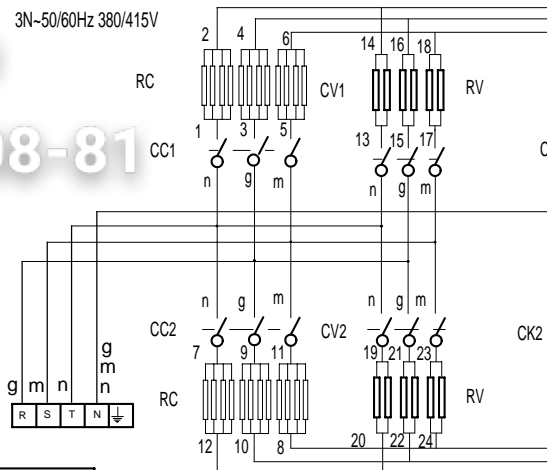 3N~50/60Hz 380/415V
2 4 6 14 16 18
RC CV1 RV
08-81
1 3 5 13 15 17
CC1
n g m n g m
n g m n g m
CC2 CV2 CK2
7 9 11 19 21 23
g
m
g m n n
R S T N
RC RV
12 10 8 20 22 24